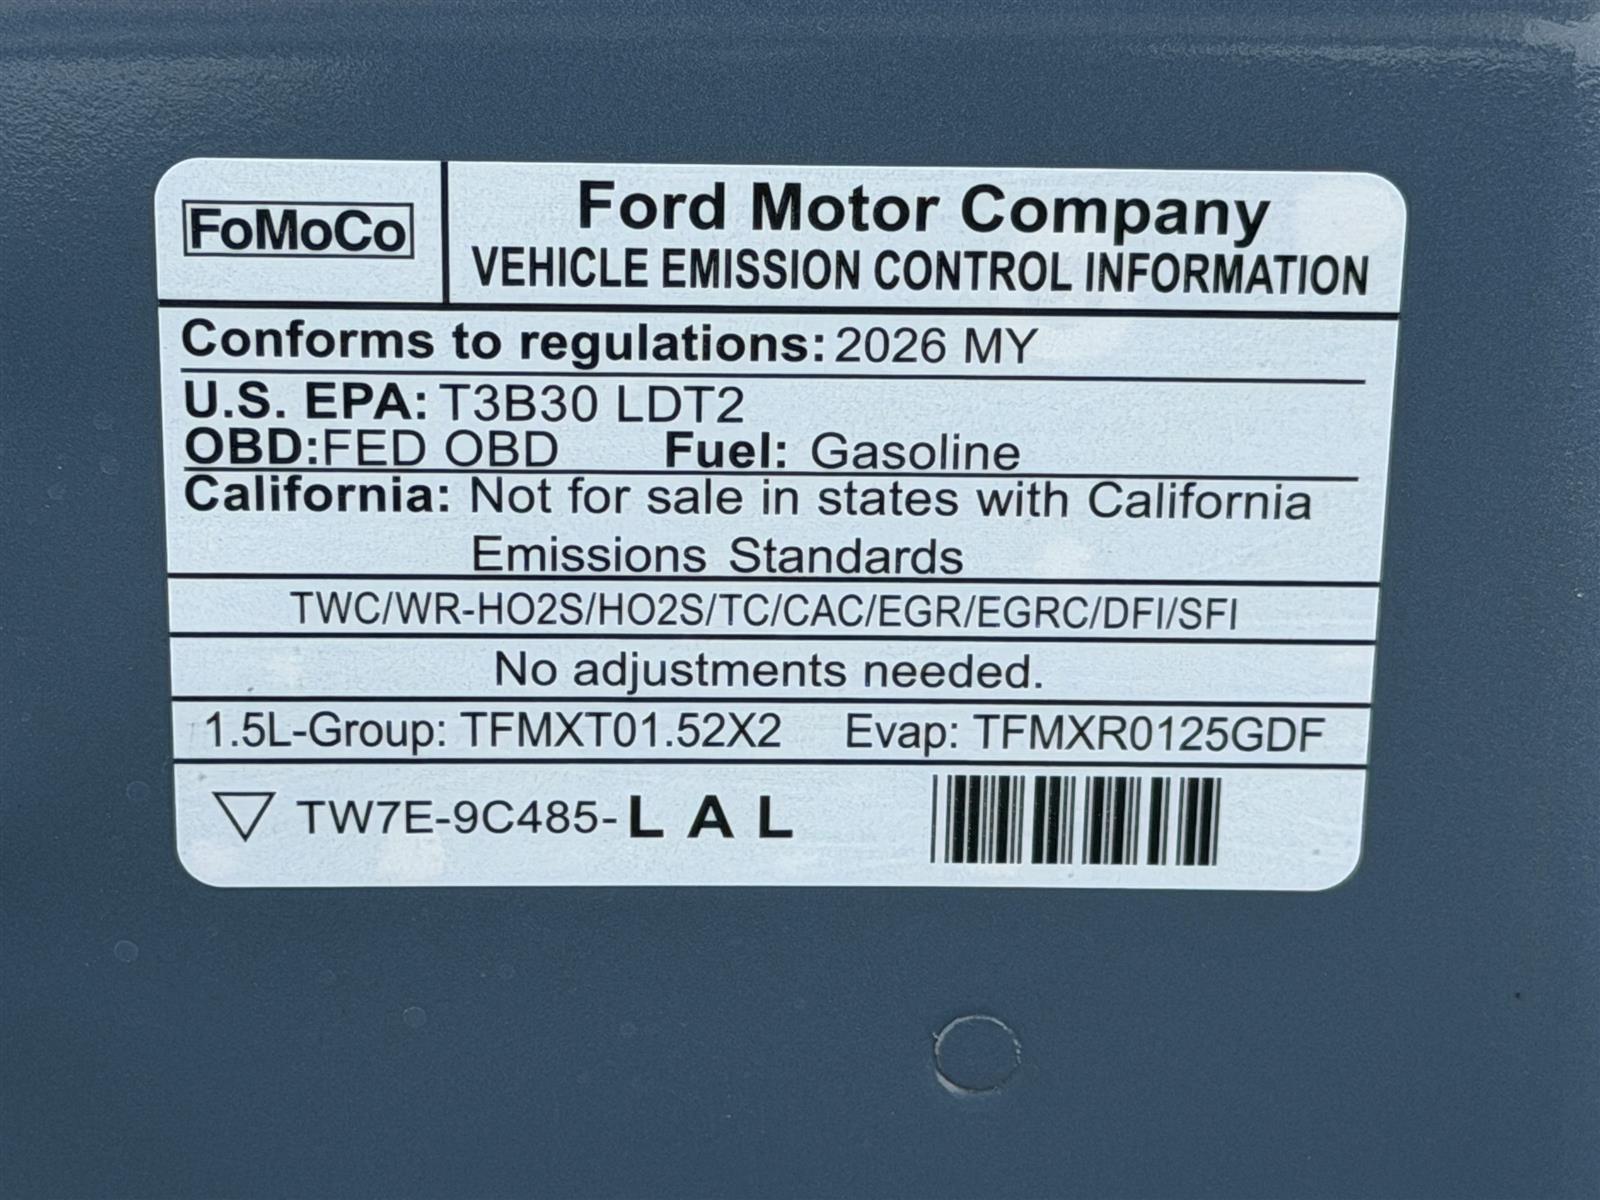 FoMoCo
Ford Motor Company
VEHICLE EMISSION CONTROL INFORMATION
Conforms to regulations: 2026 MY
U.S. EPA: T3B30 LDT2
OBD: FED OBD Fuel: Gasoline
California: Not for sale in states with California
Emissions Standards
TWC/WR-HO2S/HO2S/TC/CAC/EGR/EGRC/DFI/SFI
No adjustments needed.
1.5L-Group: TFMXT01.52X2 Evap: TFMXR0125GDF
TW7E-9C485-L A L